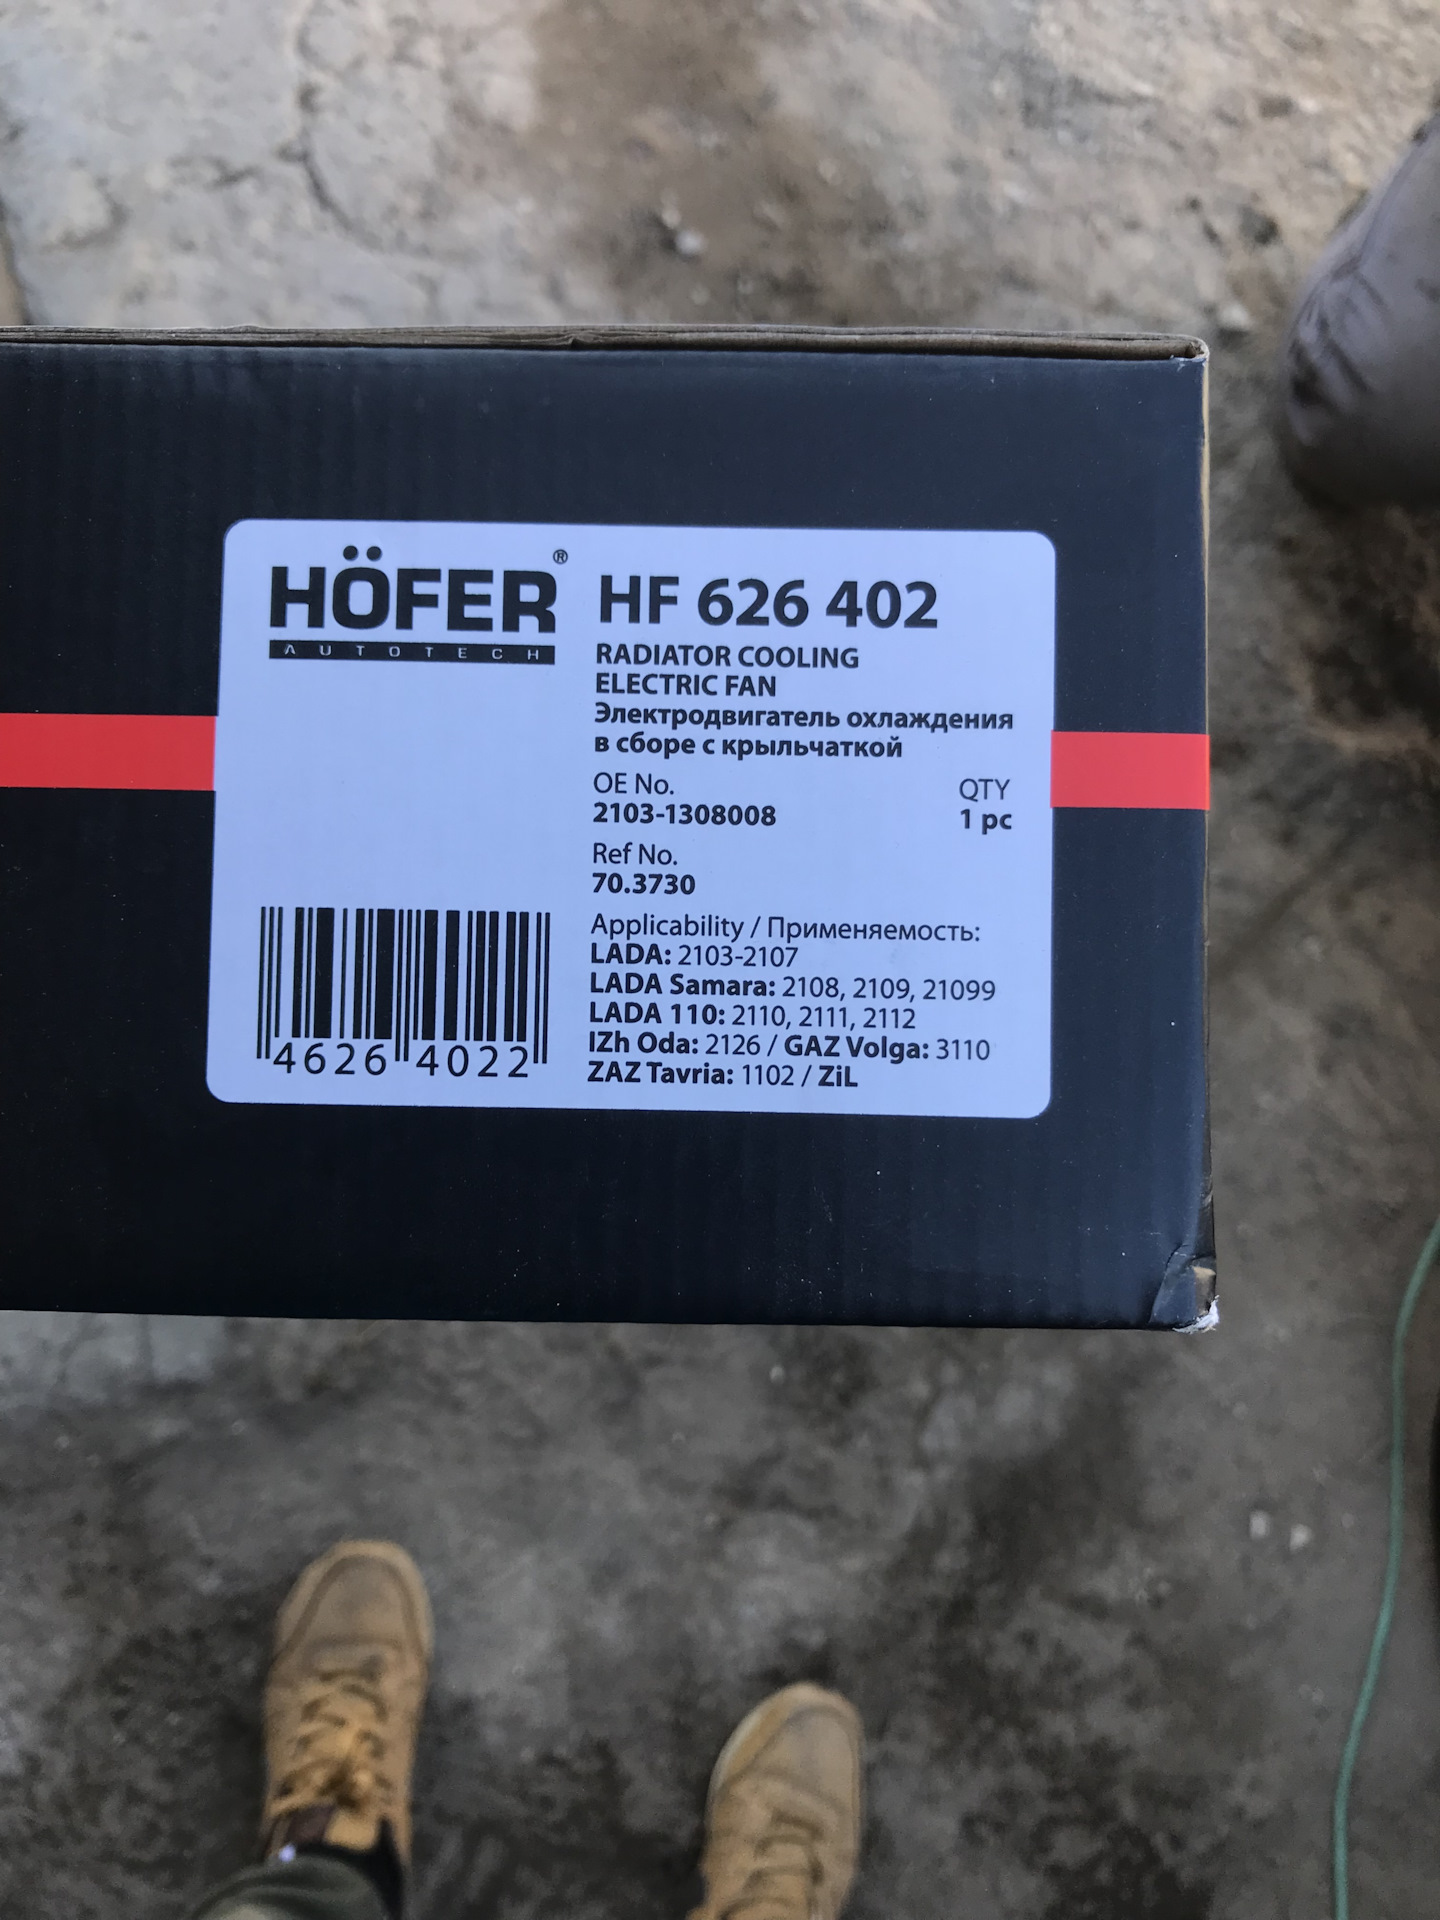 HÖFER®
AUTOTECH
HF 626 402
RADIATOR COOLING
ELECTRIC FAN
Электродвигатель охлаждения
в сборе с крыльчаткой
OE No.
2103-1308008
QTY
1 pc
Ref No.
70.3730
Applicability / Применяемость:
LADA: 2103-2107
LADA Samara: 2108, 2109, 21099
LADA 110: 2110, 2111, 2112
IZh Oda: 2126 / GAZ Volga: 3110
ZAZ Tavria: 1102 / ZiL
4626 4022